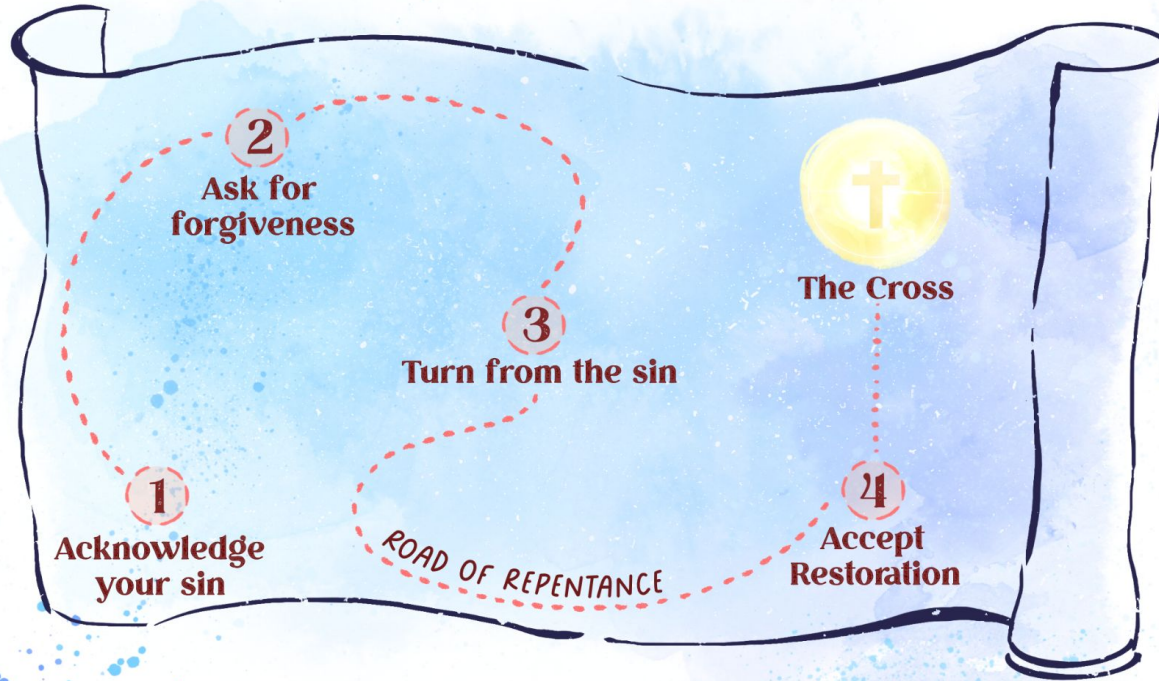 1
Acknowledge
your sin
2
Ask for
forgiveness
3
Turn from the sin
ROAD OF REPENTANCE
4
Accept
Restoration
The Cross